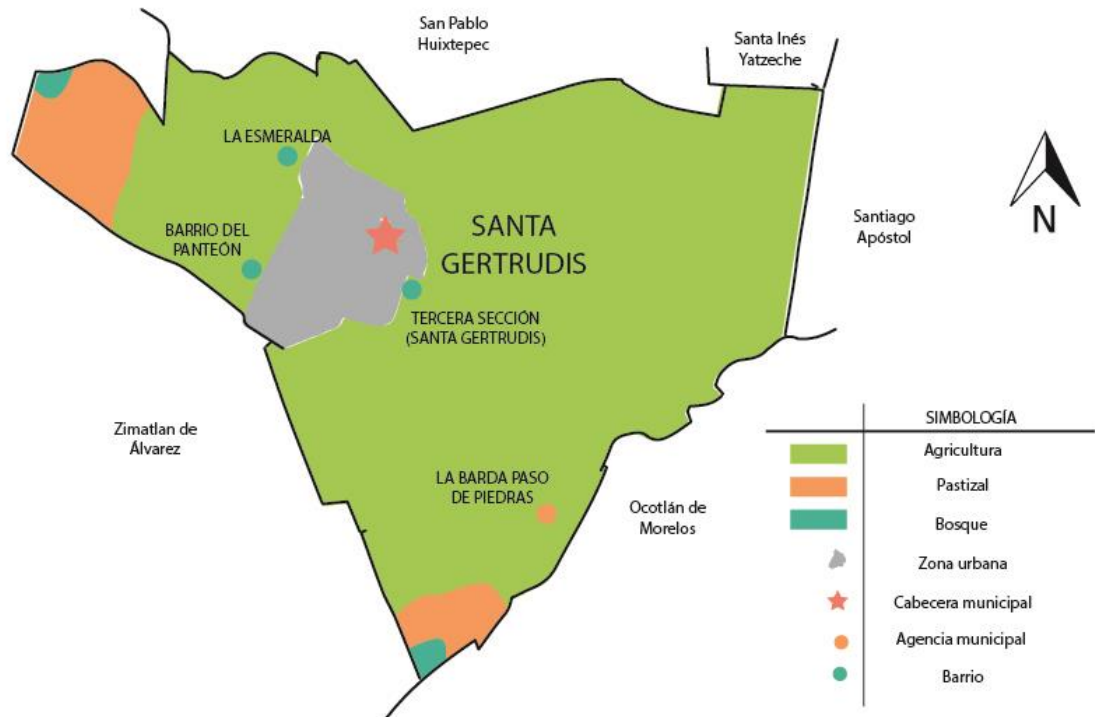 San Pablo
Huixtepec
Santa Inés
Yatzeche
LA ESMERALDA
BARRIO DEL
PANTEÓN
SANTA
GERTRUDIS
Santiago
Apóstol
N
TERCERA SECCIÓN
(SANTA GERTRUDIS)
Zimatlan de
Álvarez
LA BARDA PASO
DE PIEDRAS
Ocotlán de
Morelos
SIMBOLOGÍA
Agricultura
Pastizal
Bosque
Zona urbana
Cabecera municipal
Agencia municipal
Barrio